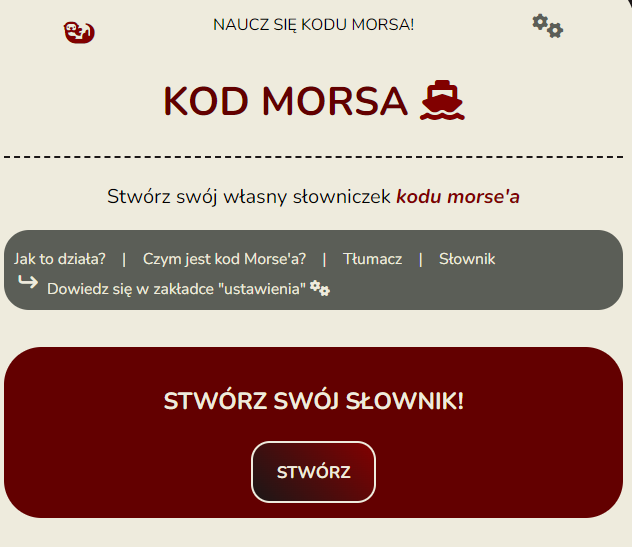 NAUCZ SIĘ KODU MORSA!
KOD MORSA
Stwórz swój własny słowniczek kodu morse'a
Jak to działa? | Czym jest kod Morse'a? | Tłumacz | Słownik
Dowiedz się w zakładce "ustawienia"
STWÓRZ SWÓJ SŁOWNIK!
STWÓRZ